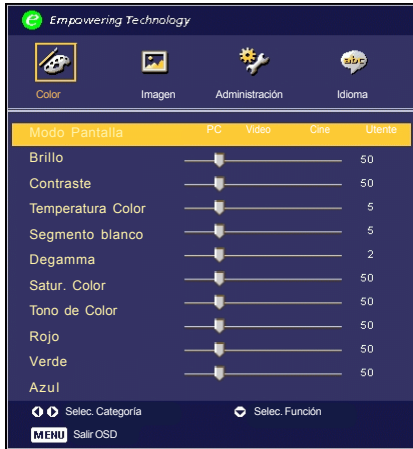 e Empowering Technology
abc
Color Imagen Administración Idioma
Modo Pantalla PC Video Cine Utente
Brillo 50
Contraste 50
Temperatura Color 5
Segmento blanco 5
Degamma 2
Satur. Color 50
Tono de Color 50
Rojo 50
Verde 50
Azul 50
Selec. Categoría Selec. Función
MENU Salir OSD